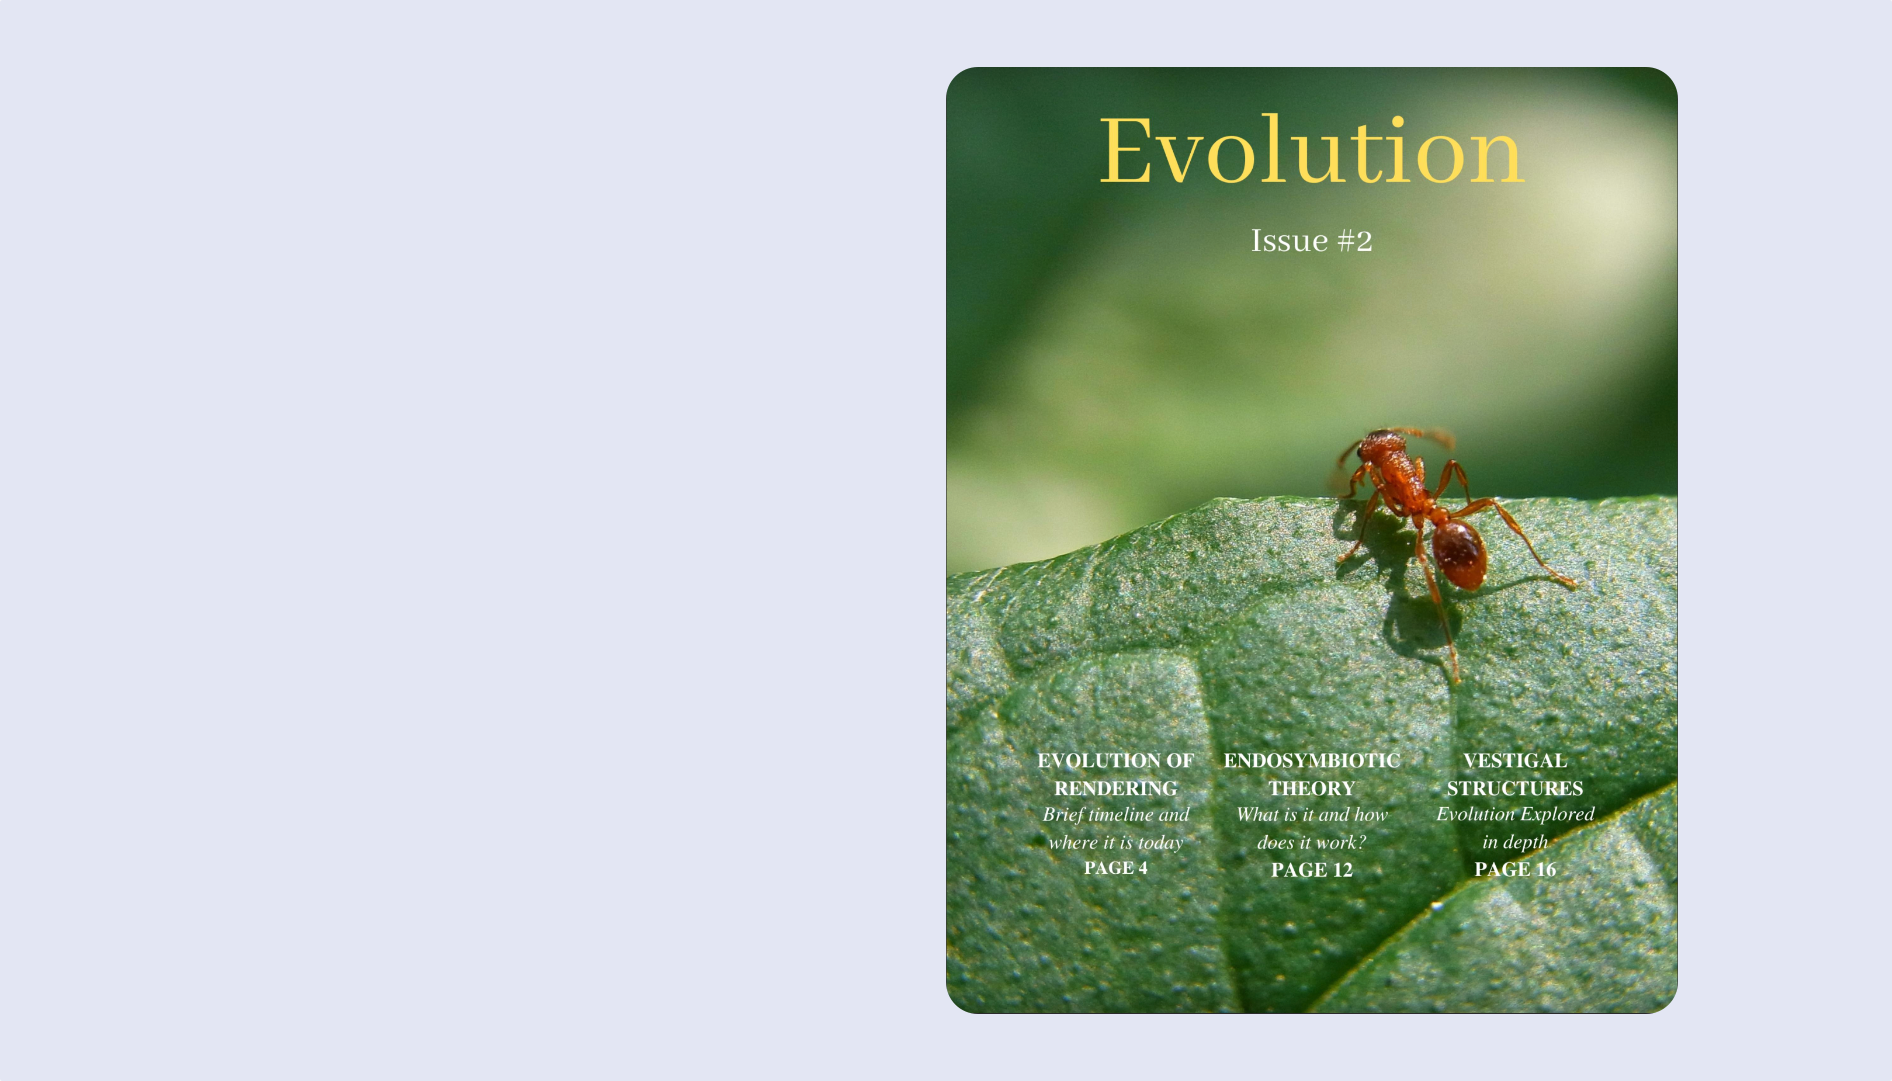 Evolution
Issue #2
EVOLUTION OF
RENDERING
Brief timeline and
where it is today
PAGE 4
ENDOSYMBIOTIC
THEORY
What is it and how
does it work?
PAGE 12
VESTIGAL
STRUCTURES
Evolution Explored
in depth
PAGE 16